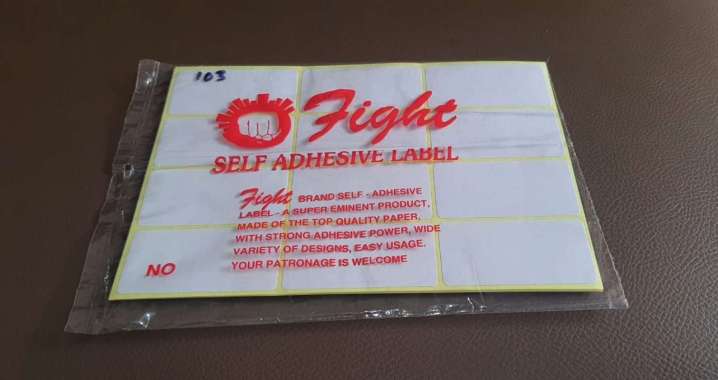 103
Fight
SELF ADHESIVE LABEL
Fight BRAND SELF - ADHESIVE
LABEL - A SUPER EMINENT PRODUCT,
MADE OF THE TOP QUALITY PAPER,
WITH STRONG ADHESIVE POWER, WIDE
VARIETY OF DESIGNS, EASY USAGE.
YOUR PATRONAGE IS WELCOME
NO